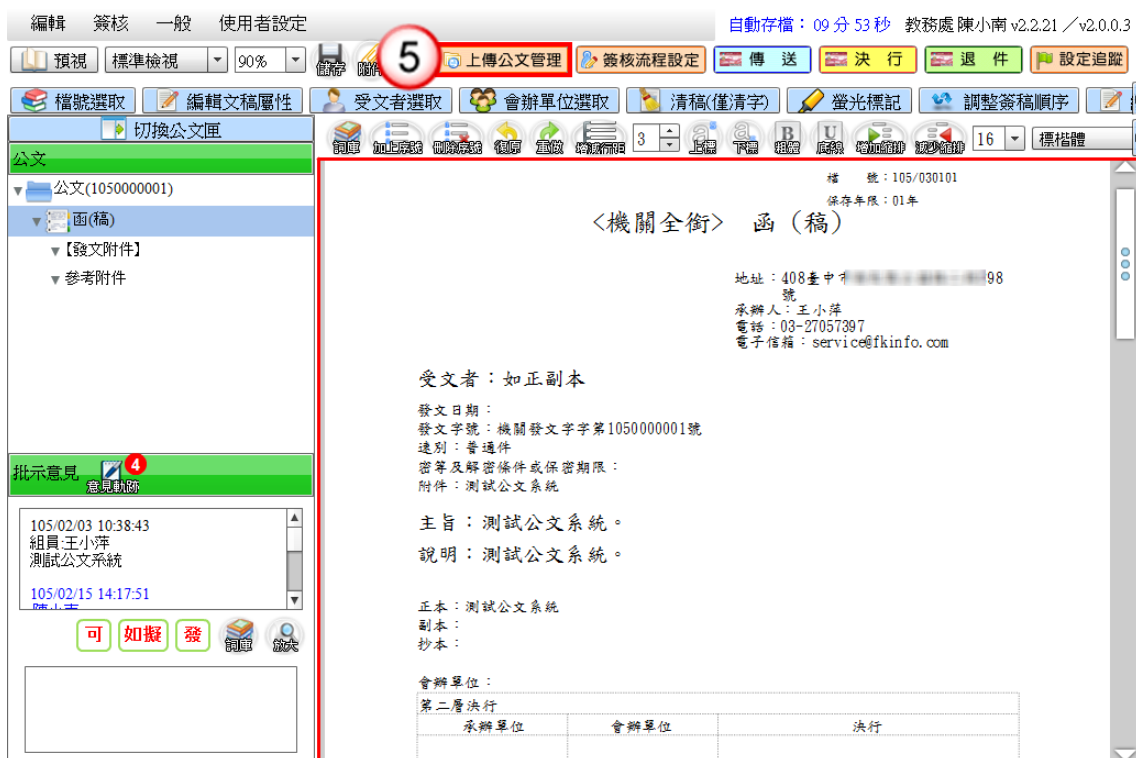 編輯 簽核 一般 使用者設定 自動存檔：09 分 53 秒 教務處 陳小南 v2.2.21 ／v2.0.0.3
預視 標準檢視 90% 儲存 5 上傳公文管理 簽核流程設定 傳 送 決 行 退 件 設定追蹤
檔號選取 編輯文稿屬性 受文者選取 會辦單位選取 清稿(僅清字) 螢光標記 調整簽稿順序
切換公文匣
詞庫 加上序號 刪除序號 復原 重做 增減行距 3 上標 下標 B 粗體 U 底線 增加縮排 減少縮排 16 標楷體
公文
公文(1050000001)
函(稿)
【發文附件】
參考附件
檔 號：105/030101
保存年限：01年
<機關全銜> 函（稿）
地址：408臺中市 98
號
承辦人：王小萍
電話：03-27057397
電子信箱：service@fkinfo.com
受文者：如正副本
發文日期：
發文字號：機關發文字字第1050000001號
速別：普通件
密等及解密條件或保密期限：
附件：測試公文系統
主旨：測試公文系統。
說明：測試公文系統。
正本：測試公文系統
副本：
抄本：
會辦單位：
第二層決行
承辦單位 會辦單位 決行
批示意見 4
意見軌跡
105/02/03 10:38:43
組員:王小萍
測試公文系統
105/02/15 14:17:51
可 如擬 發 詞庫 放大